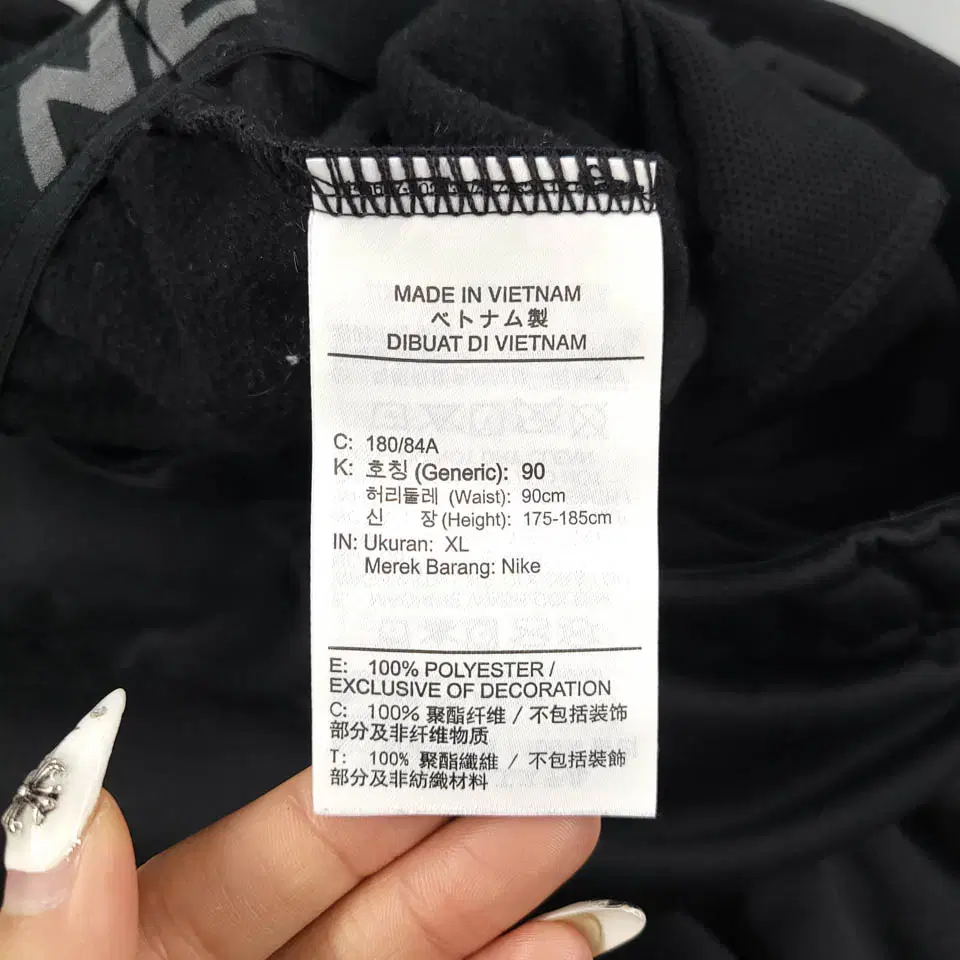 MADE IN VIETNAM
ベトナム製
DIBUAT DI VIETNAM
C: 180/84A
K: 호칭 (Generic): 90
허리둘레 (Waist): 90cm
신 장 (Height): 175-185cm
IN: Ukuran: XL
Merek Barang: Nike
E: 100% POLYESTER /
EXCLUSIVE OF DECORATION
C: 100% 聚酯纤维 / 不包括装饰
部分及非纤维物质
T: 100% 聚酯纖維 / 不包括裝飾
部分及非紡織材料